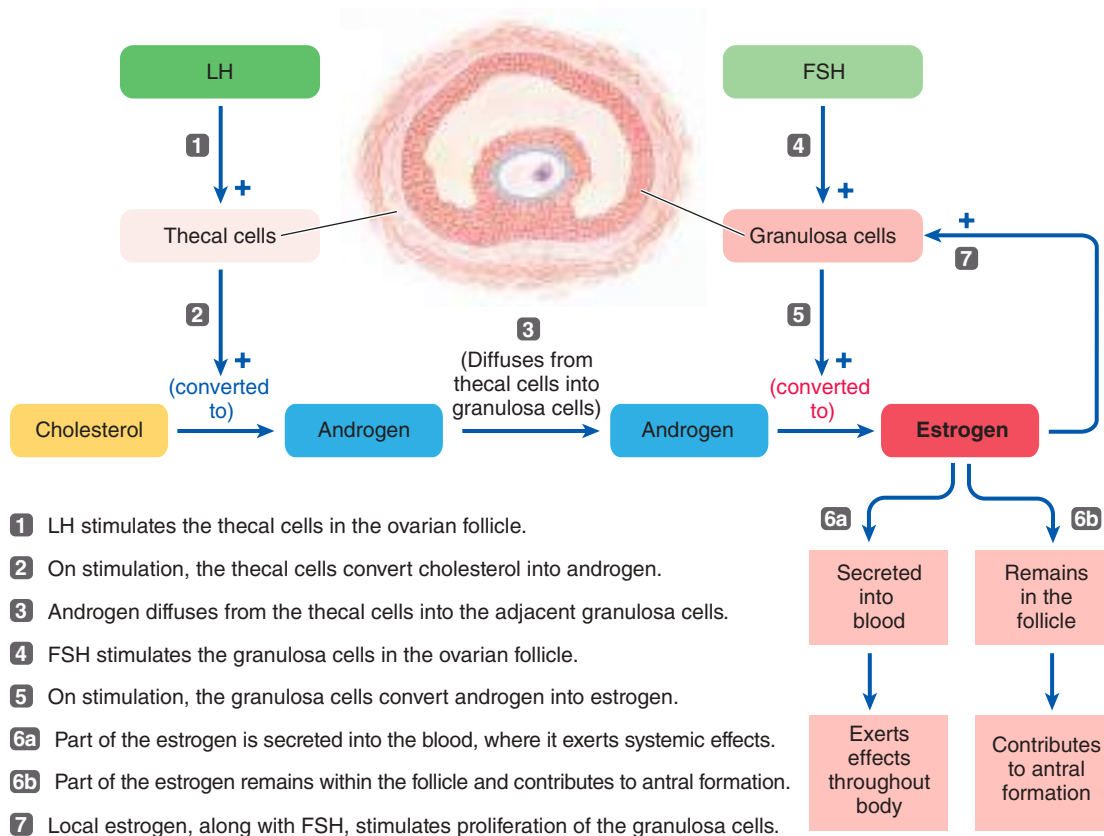 LH
FSH
1
4
+
+
+
Thecal cells
Granulosa cells
7
2
3
5
(Diffuses from
thecal cells into
granulosa cells)
+
+
(converted
to)
(converted
to)
Cholesterol
Androgen
Androgen
Estrogen
6a
6b
Secreted
into
blood
Remains
in the
follicle
Exerts
effects
throughout
body
Contributes
to antral
formation
1 LH stimulates the thecal cells in the ovarian follicle.
2 On stimulation, the thecal cells convert cholesterol into androgen.
3 Androgen diffuses from the thecal cells into the adjacent granulosa cells.
4 FSH stimulates the granulosa cells in the ovarian follicle.
5 On stimulation, the granulosa cells convert androgen into estrogen.
6a Part of the estrogen is secreted into the blood, where it exerts systemic effects.
6b Part of the estrogen remains within the follicle and contributes to antral formation.
7 Local estrogen, along with FSH, stimulates proliferation of the granulosa cells.